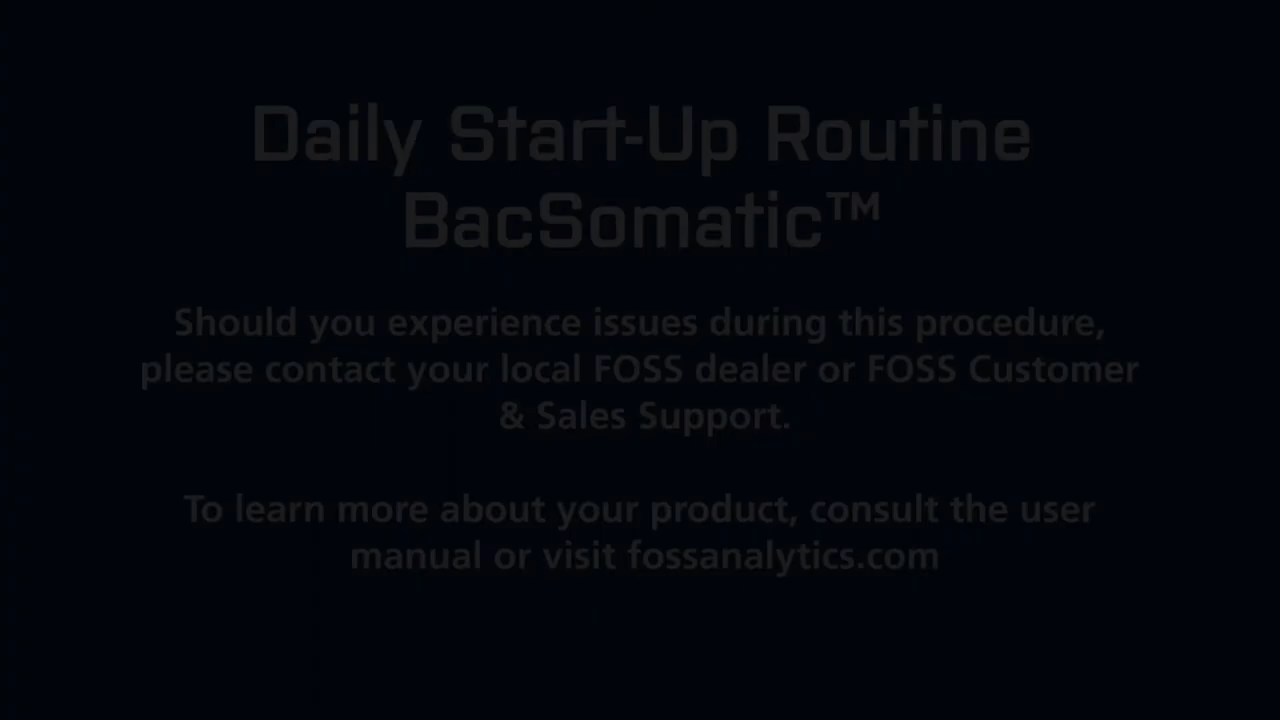 Daily Start-Up Routine
BacSomatic™
Should you experience issues during this procedure,
please contact your local FOSS dealer or FOSS Customer
& Sales Support.
To learn more about your product, consult the user
manual or visit fossanalytics.com